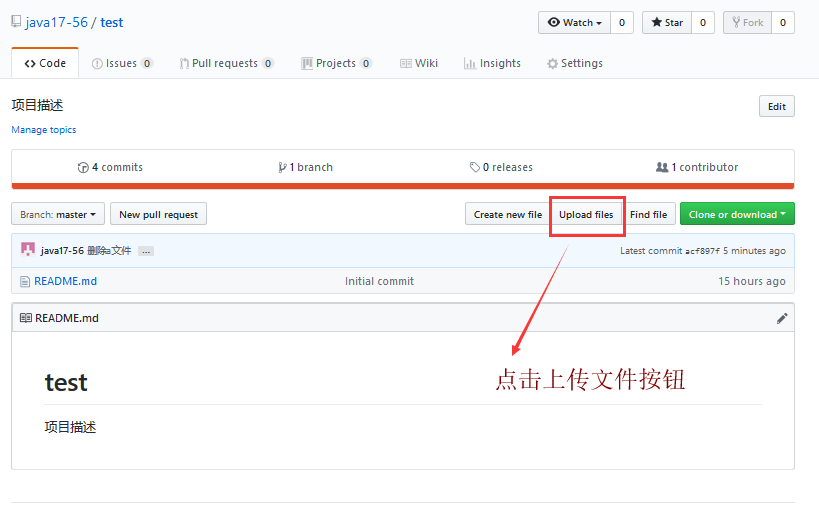 java17-56 / test
Watch 0 Star 0 Fork 0
Code Issues 0 Pull requests 0 Projects 0 Wiki Insights Settings
项目描述 Edit
Manage topics
4 commits 1 branch 0 releases 1 contributor
Branch: master New pull request Create new file Upload files Find file Clone or download
java17-56 删除a文件 ... Latest commit acf897f 5 minutes ago
README.md Initial commit 15 hours ago
README.md
test
点击上传文件按钮
项目描述